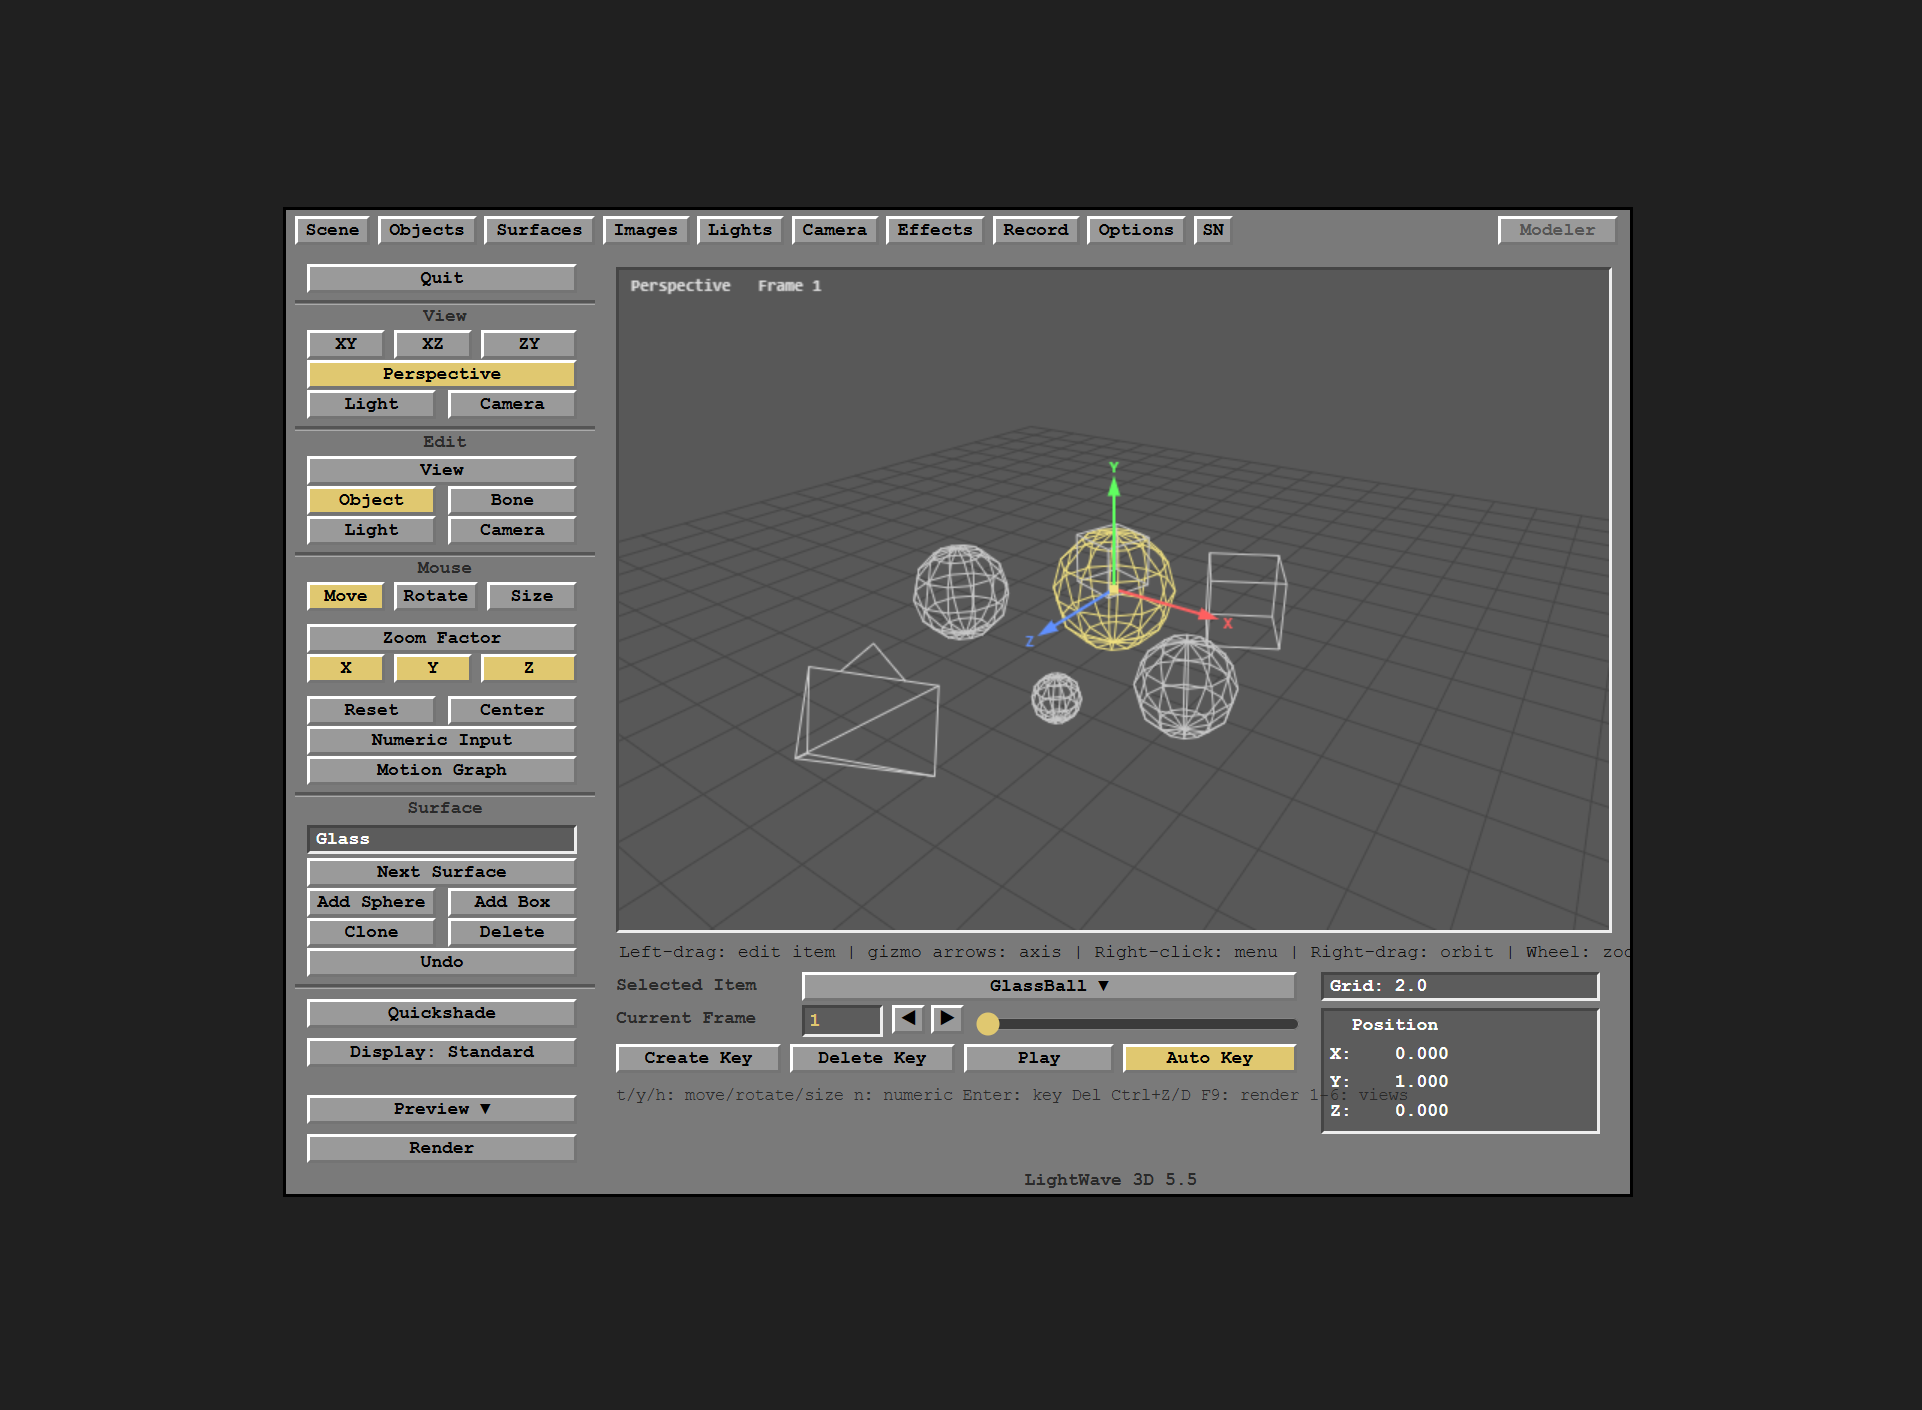 Scene Objects Surfaces Images Lights Camera Effects Record Options SN Modeler
Quit
View
XY XZ ZY
Perspective
Light Camera
Edit
View
Object Bone
Light Camera
Mouse
Move Rotate Size
Zoom Factor
X Y Z
Reset Center
Numeric Input
Motion Graph
Surface
Glass
Next Surface
Add Sphere Add Box
Clone Delete
Undo
Quickshade
Display: Standard
Preview ▼
Render
Perspective Frame 1
Y
X
Z
Left-drag: edit item | gizmo arrows: axis | Right-click: menu | Right-drag: orbit | Wheel: zoo
Selected Item GlassBall ▼
Current Frame 1 ◀ ▶
Create Key Delete Key Play Auto Key
t/y/h: move/rotate/size n: numeric Enter: key Del Ctrl+Z/D F9: render 1-6: views
Grid: 2.0
Position
X: 0.000
Y: 1.000
Z: 0.000
LightWave 3D 5.5